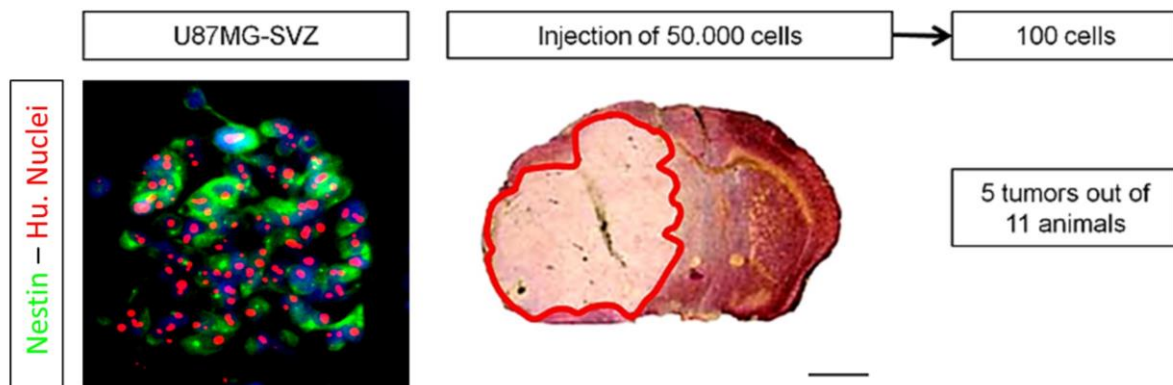 U87MG-SVZ
Injection of 50.000 cells
100 cells
Nestin – Hu. Nuclei
5 tumors out of
11 animals